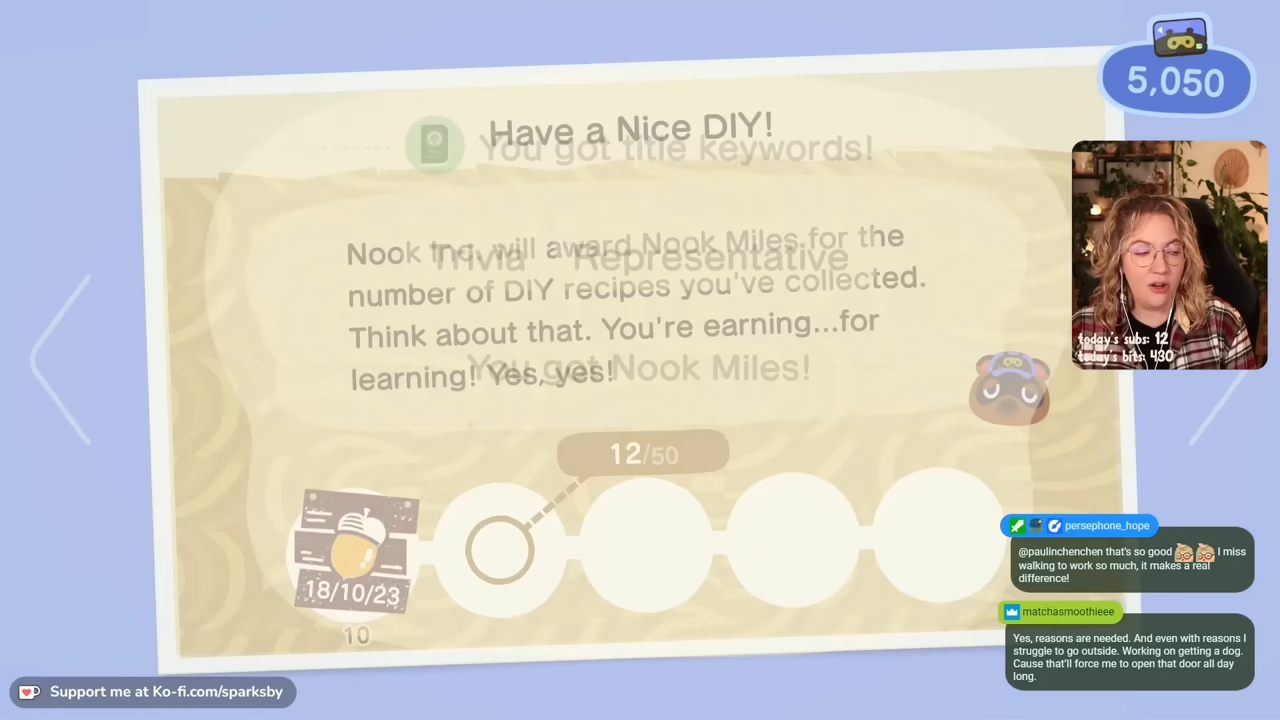 5,050
Have a Nice DIY!
You got title keywords!
Nook Inc. will award Nook Miles for the
Trivia Representative
number of DIY recipes you've collected.
Think about that. You're earning...for
learning! Yes, yes!
You got Nook Miles!
12/50
18/10/23
10
today's subs: 12
today's bits: 430
persephone_hope
@paulinchenchen that's so good I miss
walking to work so much, it makes a real
difference!
matchasmoothieee
Yes, reasons are needed. And even with reasons I
struggle to go outside. Working on getting a dog.
Cause that'll force me to open that door all day
long.
Support me at Ko-fi.com/sparksby